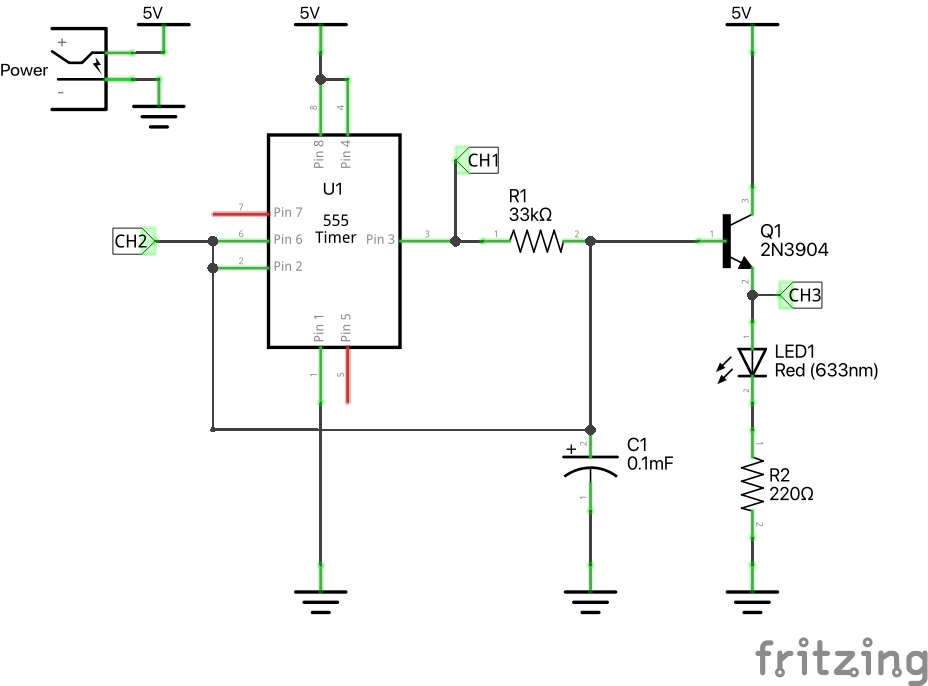 5V
5V
5V
+
Power
-
8
4
Pin 8
Pin 4
CH1
U1
R1
33kΩ
3
7
Pin 7
555
Timer
CH2
6
Pin 6
Pin 3
3
1
2
1
Q1
2N3904
2
Pin 2
2
CH3
Pin 1
Pin 5
1
LED1
Red (633nm)
1
5
2
+
2
C1
0.1mF
1
R2
220Ω
1
2
fritzing